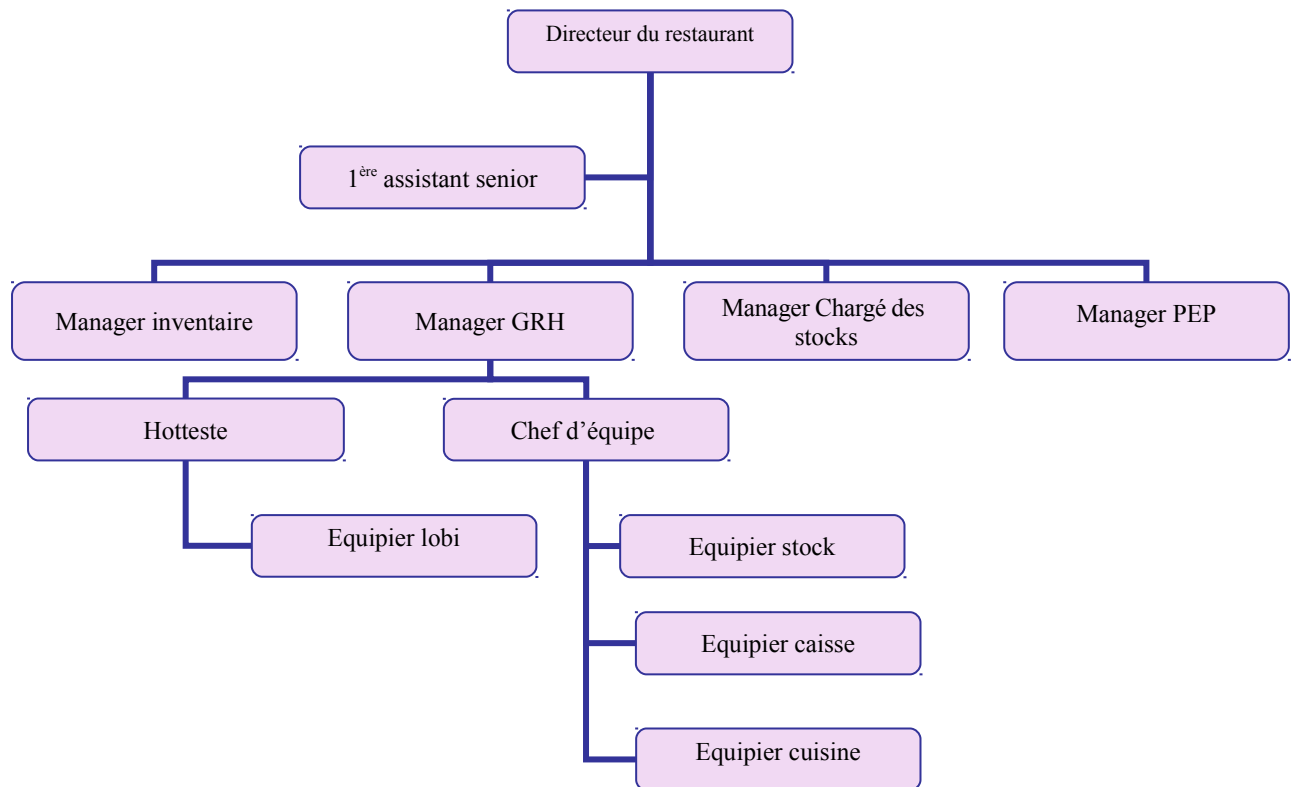 Directeur du restaurant
1ère assistant senior
Manager inventaire
Manager GRH
Manager Chargé des
stocks
Manager PEP
Hotteste
Chef d’équipe
Equipier lobi
Equipier stock
Equipier caisse
Equipier cuisine